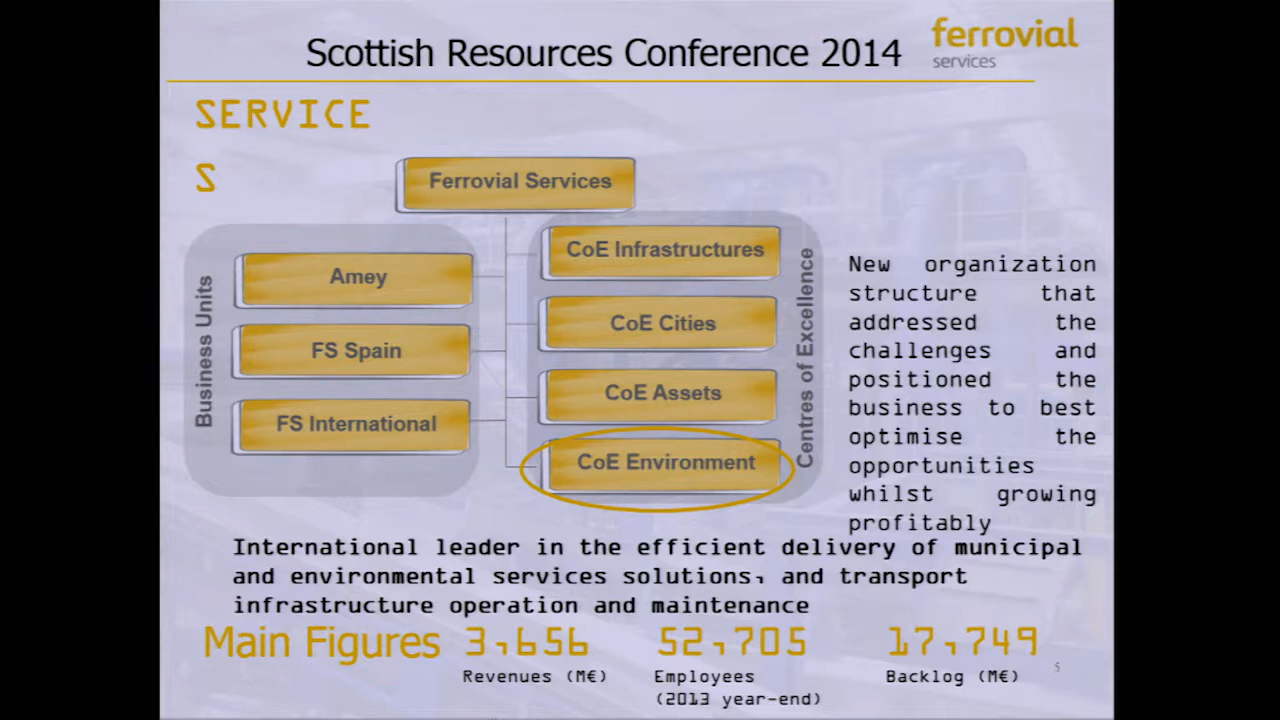 Scottish Resources Conference 2014
ferrovial
services
SERVICE
S
Ferrovial Services
Business Units
Amey
FS Spain
FS International
CoE Infrastructures
CoE Cities
CoE Assets
CoE Environment
Centres of Excellence
New organization
structure that
addressed the
challenges and
positioned the
business to best
optimise the
opportunities
whilst growing
profitably
International leader in the efficient delivery of municipal
and environmental services solutions, and transport
infrastructure operation and maintenance
Main Figures 3,656 52,705 17,749
Revenues (M€) Employees Backlog (M€)
(2013 year-end)
5